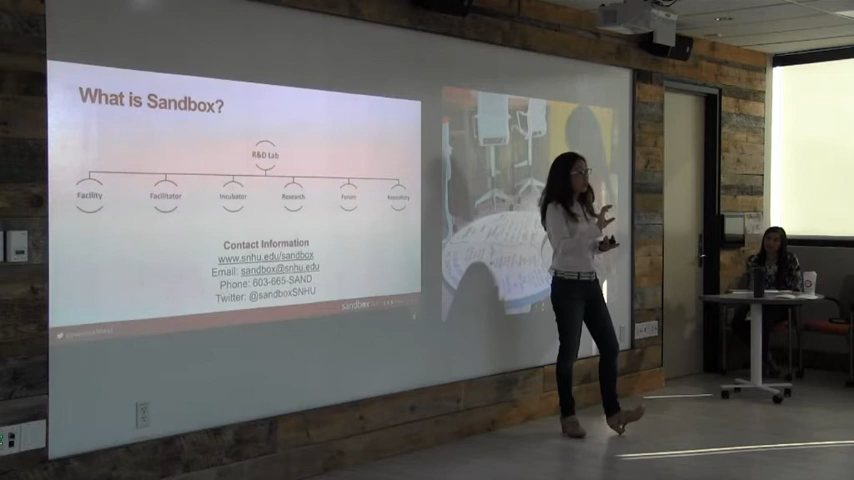 What is Sandbox?
R&D Lab
Facility Facilitator Incubator Research Forum Repository
Contact Information
www.snhu.edu/sandbox
Email: sandbox@snhu.edu
Phone: 603-665-SAND
Twitter: @sandboxSNHU
sandbox